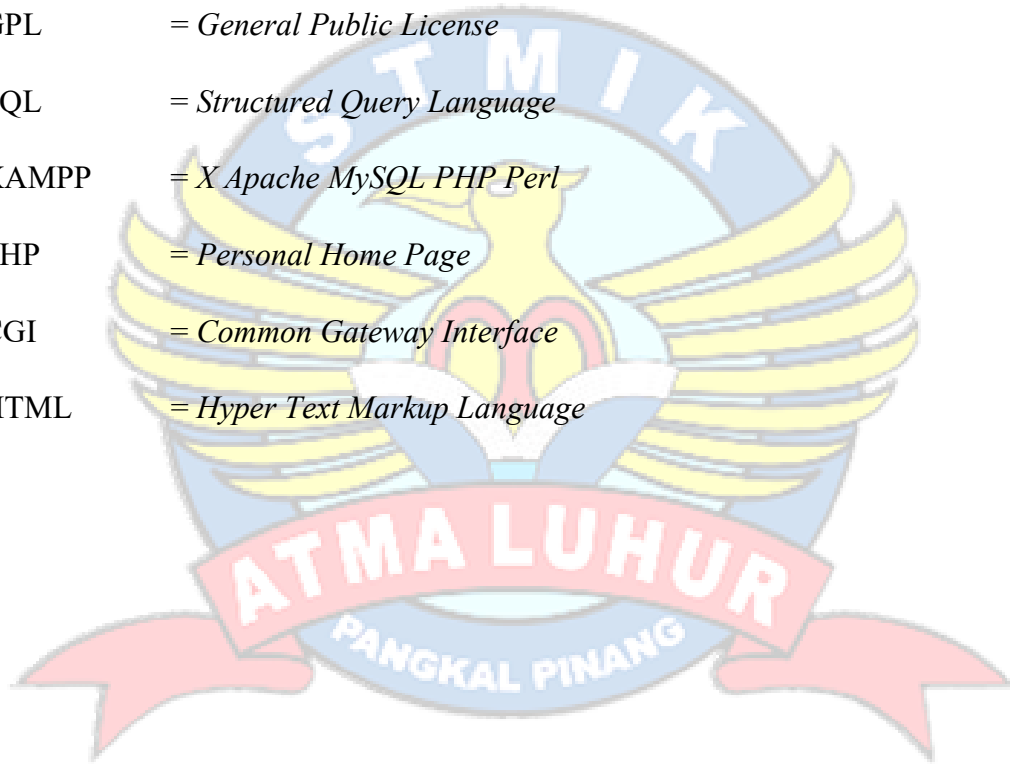 GPL = General Public License
QL = Structured Query Language
XAMPP = X Apache MySQL PHP Perl
HP = Personal Home Page
CGI = Common Gateway Interface
HTML = Hyper Text Markup Language
STMIK
ATMA LUHUR
PANGKAL PINANG